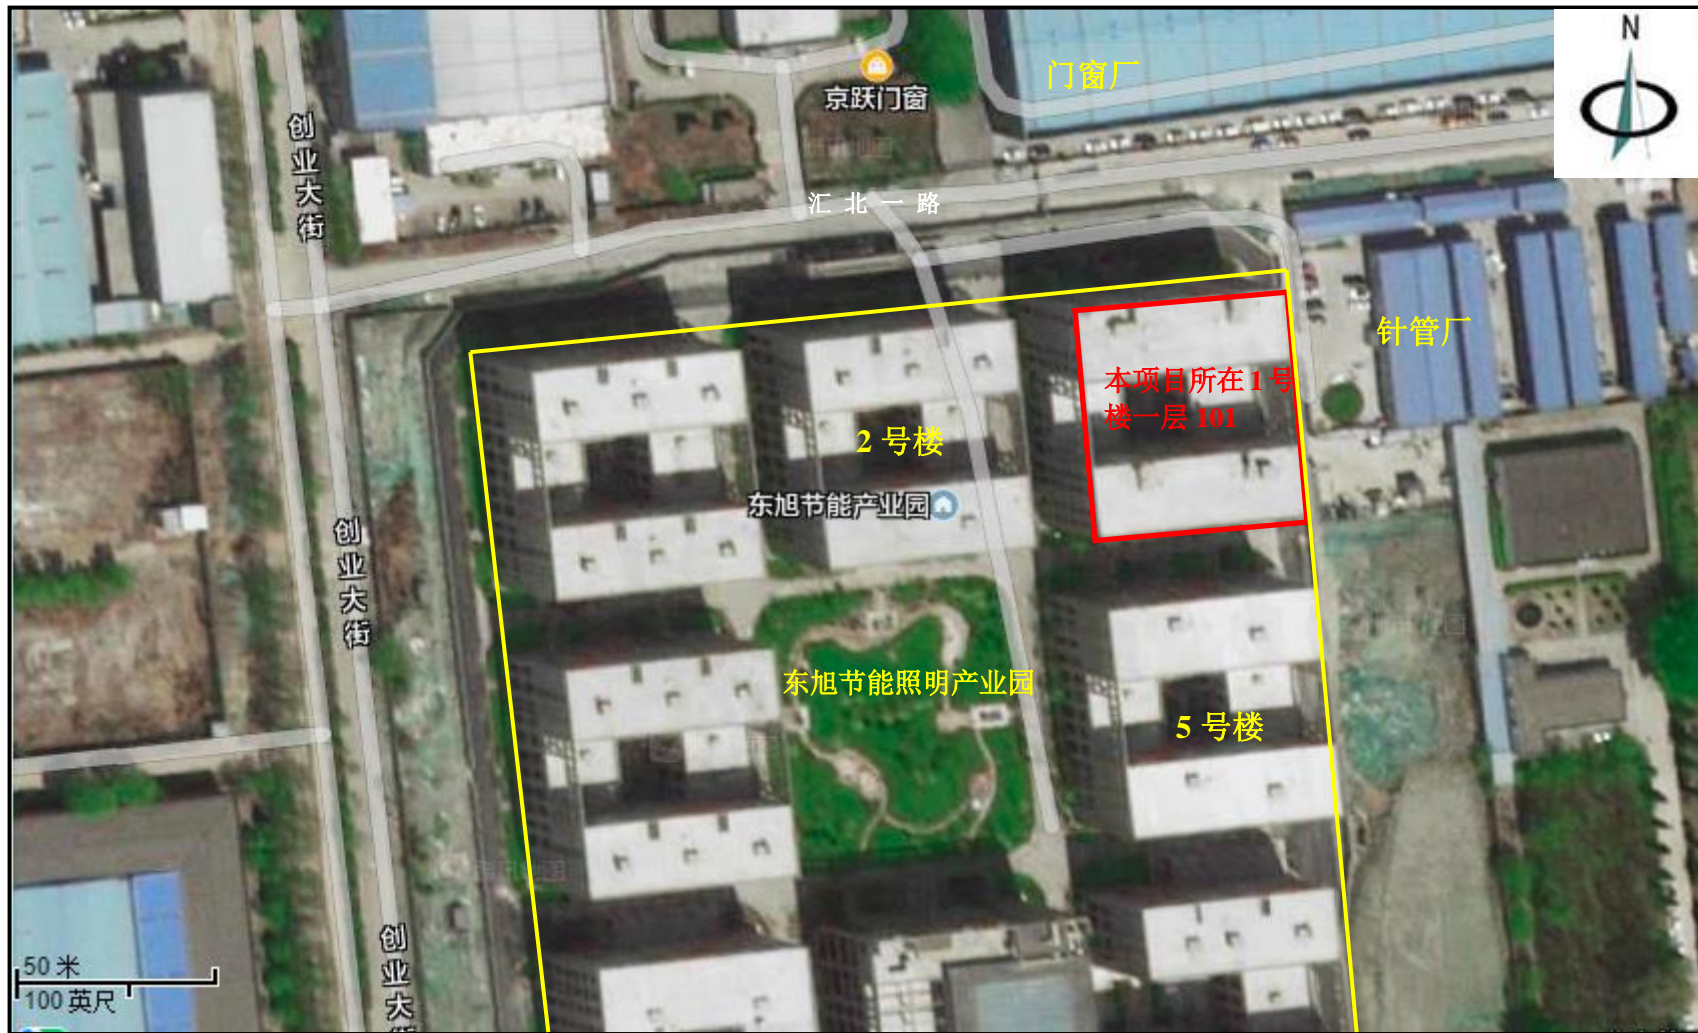 N
门窗厂
京跃门窗
创业大街
汇北一路
针管厂
本项目所在1号
楼一层 101
2 号楼
东旭节能产业园
创业大街
东旭节能照明产业园
5 号楼
创业大
50 米
100 英尺